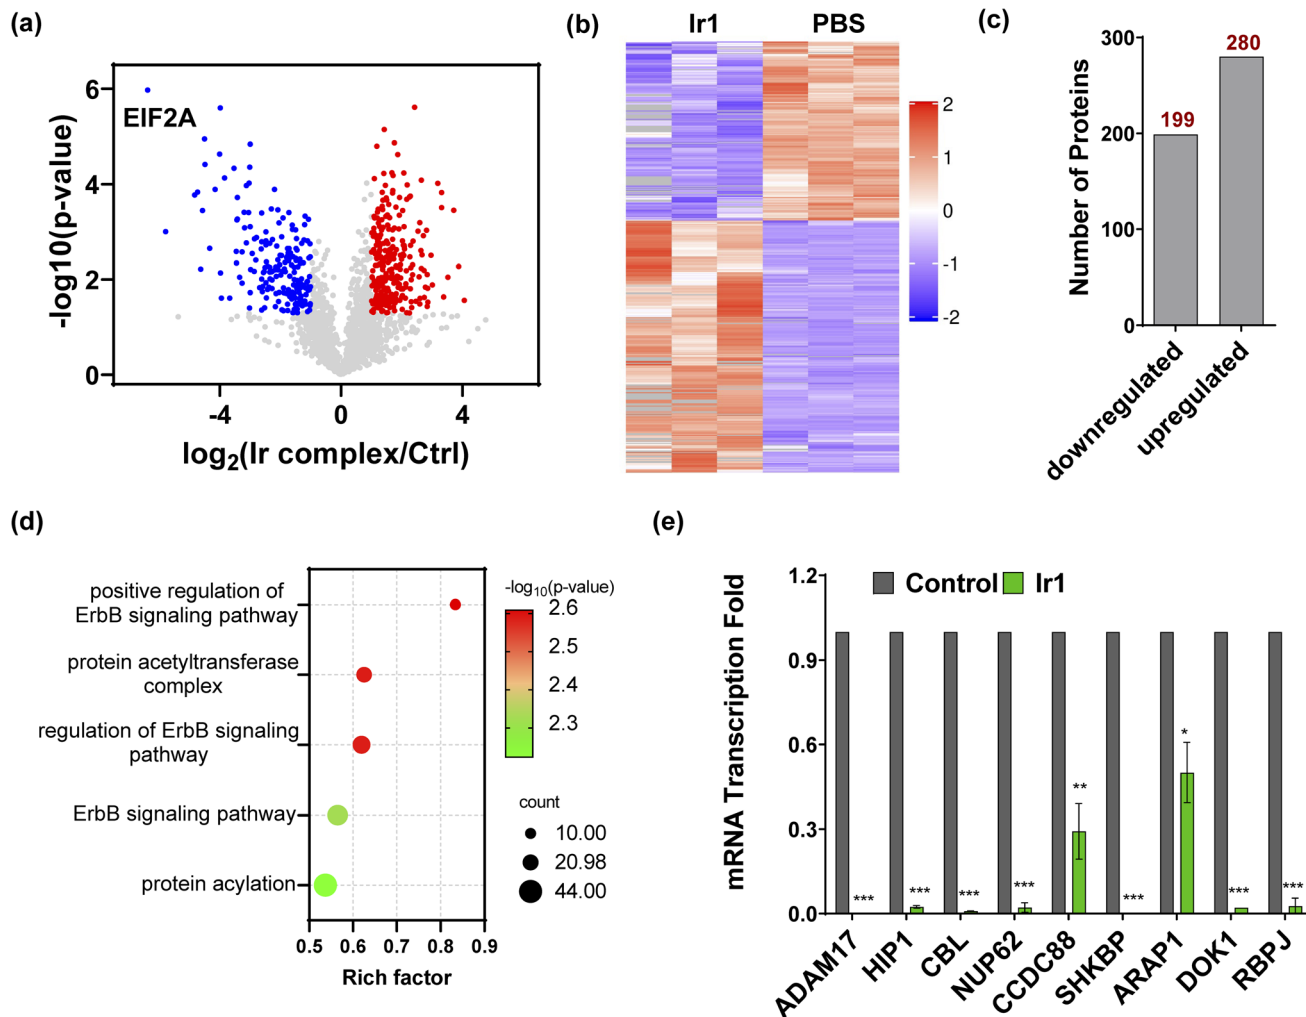 (a)
6
4
2
0
-4
0
4
EIF2A
-log10(p-value)
log2(Ir complex/Ctrl)
(b)
Ir1
PBS
2
1
0
-1
-2
(c)
300
200
100
0
199
280
Number of Proteins
downregulated
upregulated
(d)
positive regulation of
ErbB signaling pathway
protein acetyltransferase
complex
regulation of ErbB signaling
pathway
ErbB signaling pathway
protein acylation
0.5
0.6
0.7
0.8
0.9
Rich factor
-log10(p-value)
2.6
2.5
2.4
2.3
count
10.00
20.98
44.00
(e)
Control
Ir1
mRNA Transcription Fold
1.2
0.9
0.6
0.3
0.0
***
***
***
***
**
***
*
***
***
ADAM17
HIP1
CBL
NUP62
CCDC88
SHKBP
ARAP1
DOK1
RBPJ